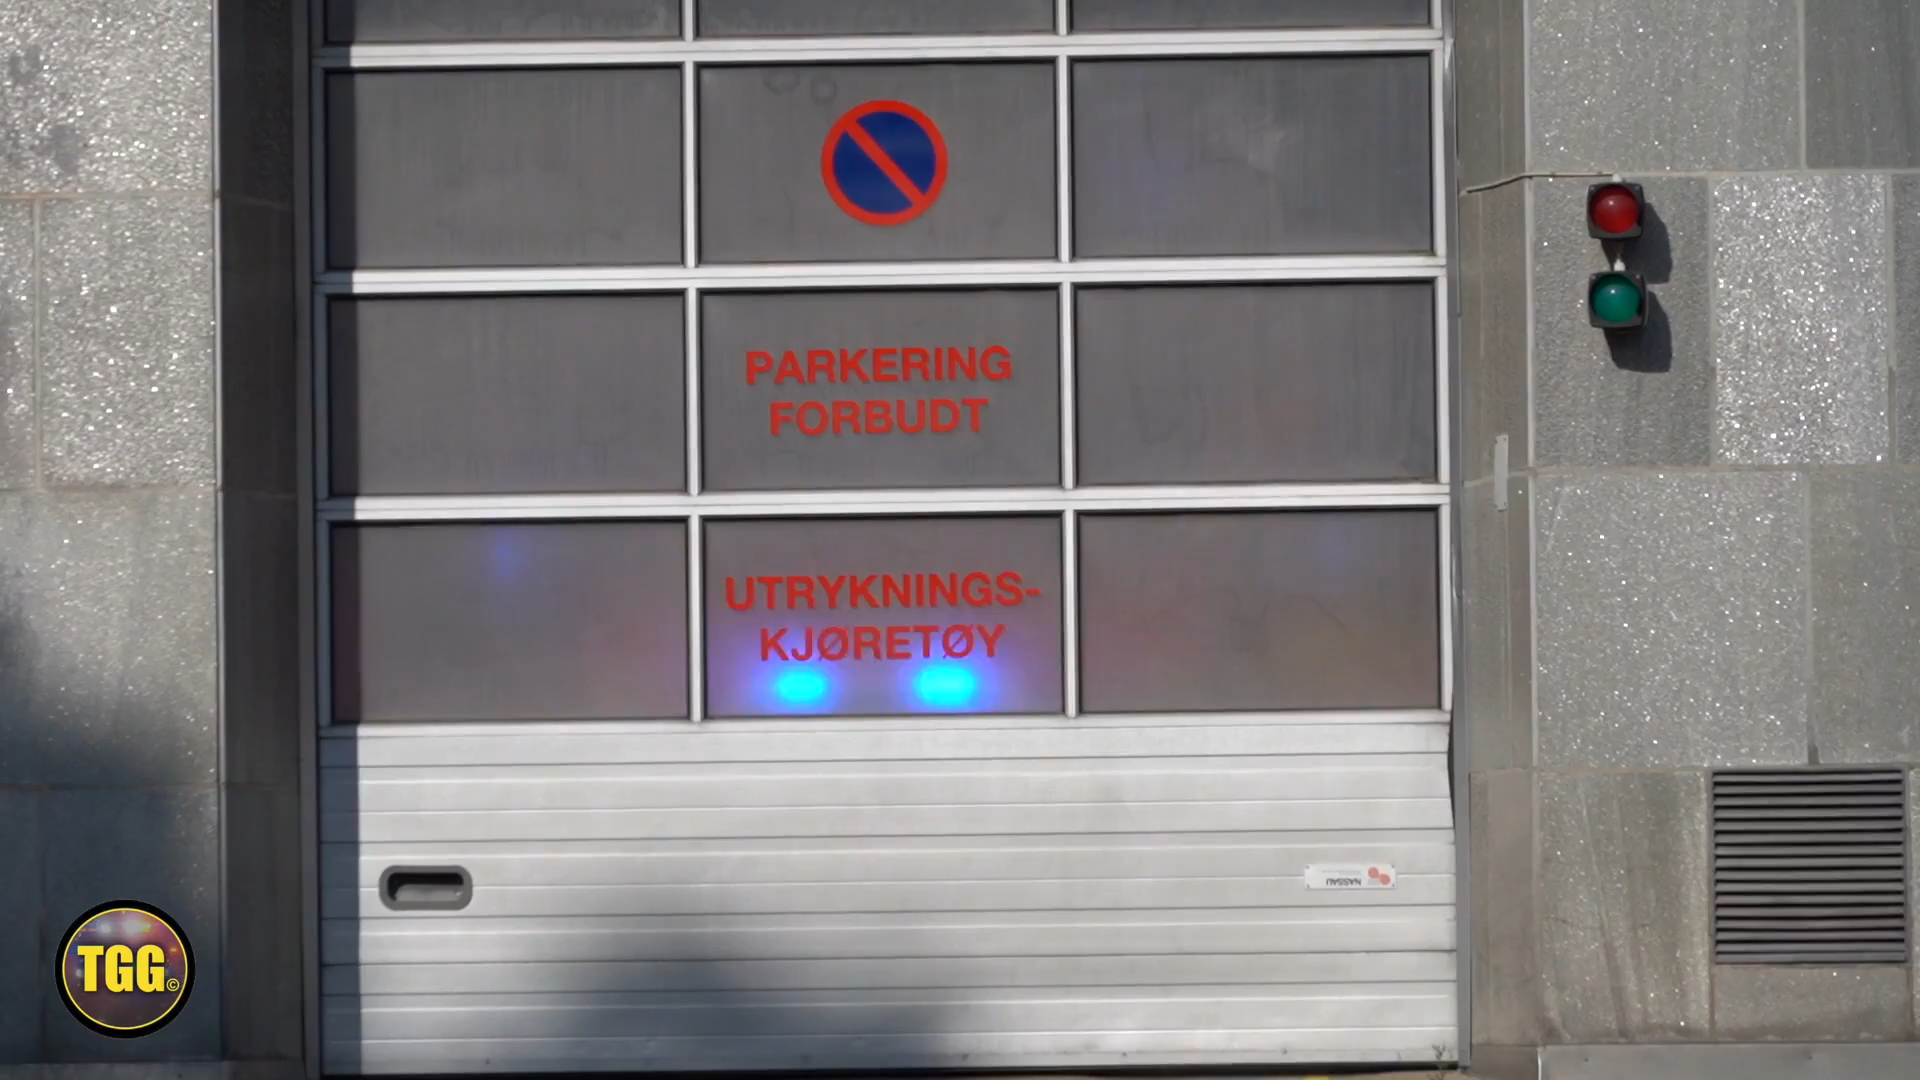 PARKERING
FORBUDT
UTRYKNINGS-
KJØRETØY
NASSAU
TGG©